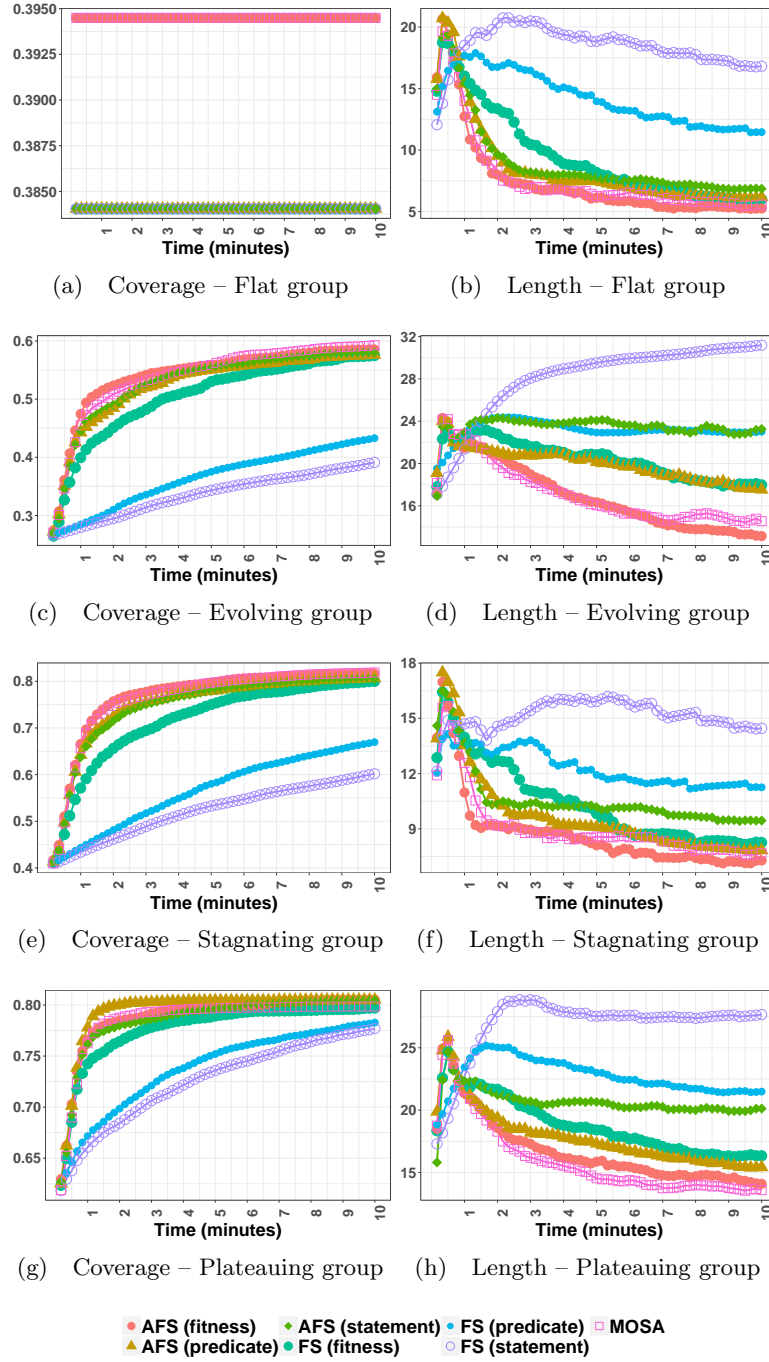 0.3950
0.3925
0.3900
0.3875
0.3850
1 2 3 4 5 6 7 8 9 10
Time (minutes)
(a) Coverage – Flat group
20
15
10
5
1 2 3 4 5 6 7 8 9 10
Time (minutes)
(b) Length – Flat group
0.6
0.5
0.4
0.3
1 2 3 4 5 6 7 8 9 10
Time (minutes)
(c) Coverage – Evolving group
32
28
24
20
16
1 2 3 4 5 6 7 8 9 10
Time (minutes)
(d) Length – Evolving group
0.8
0.7
0.6
0.5
0.4
1 2 3 4 5 6 7 8 9 10
Time (minutes)
(e) Coverage – Stagnating group
18
15
12
9
1 2 3 4 5 6 7 8 9 10
Time (minutes)
(f) Length – Stagnating group
0.80
0.75
0.70
0.65
1 2 3 4 5 6 7 8 9 10
Time (minutes)
(g) Coverage – Plateauing group
25
20
15
1 2 3 4 5 6 7 8 9 10
Time (minutes)
(h) Length – Plateauing group
AFS (fitness) AFS (statement) FS (predicate) MOSA
AFS (predicate) FS (fitness) FS (statement)